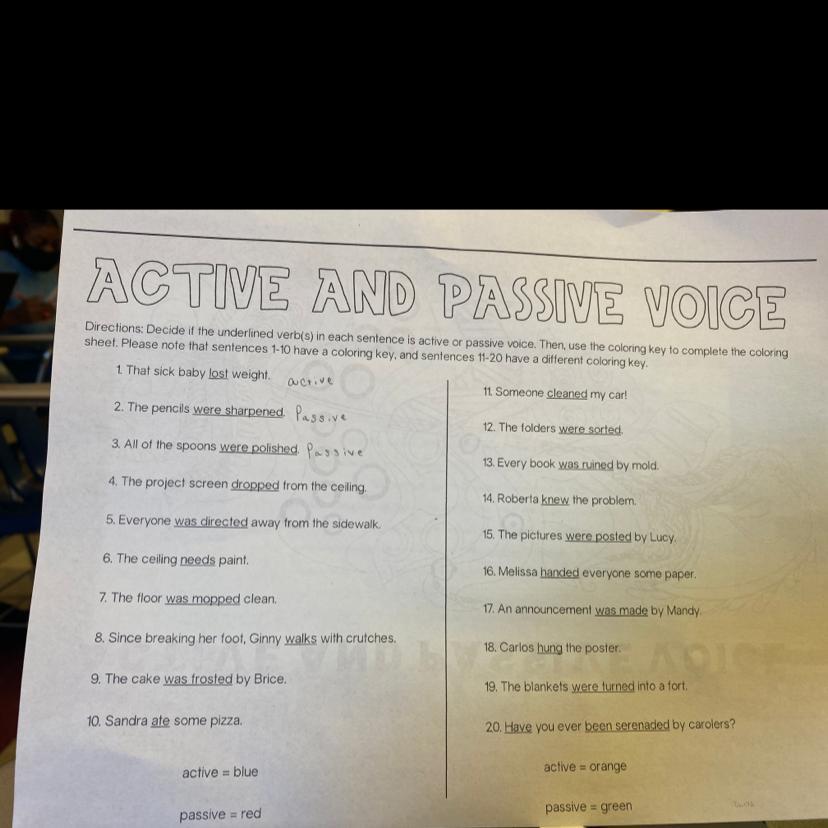 ACTIVE AND PASSIVE VOICE
Directions: Decide if the underlined verb(s) in each sentence is active or passive voice. Then, use the coloring key to complete the coloring
sheet. Please note that sentences 1-10 have a coloring key, and sentences 11-20 have a different coloring key.
1. That sick baby lost weight. active
2. The pencils were sharpened. Passive
3. All of the spoons were polished. Passive
4. The project screen dropped from the ceiling.
5. Everyone was directed away from the sidewalk.
6. The ceiling needs paint.
7. The floor was mopped clean.
8. Since breaking her foot, Ginny walks with crutches.
9. The cake was frosted by Brice.
10. Sandra ate some pizza.
active = blue
passive = red
11. Someone cleaned my car!
12. The folders were sorted.
13. Every book was ruined by mold.
14. Roberta knew the problem.
15. The pictures were posted by Lucy.
16. Melissa handed everyone some paper.
17. An announcement was made by Mandy.
18. Carlos hung the poster.
19. The blankets were turned into a fort.
20. Have you ever been serenaded by carolers?
active = orange
passive = green